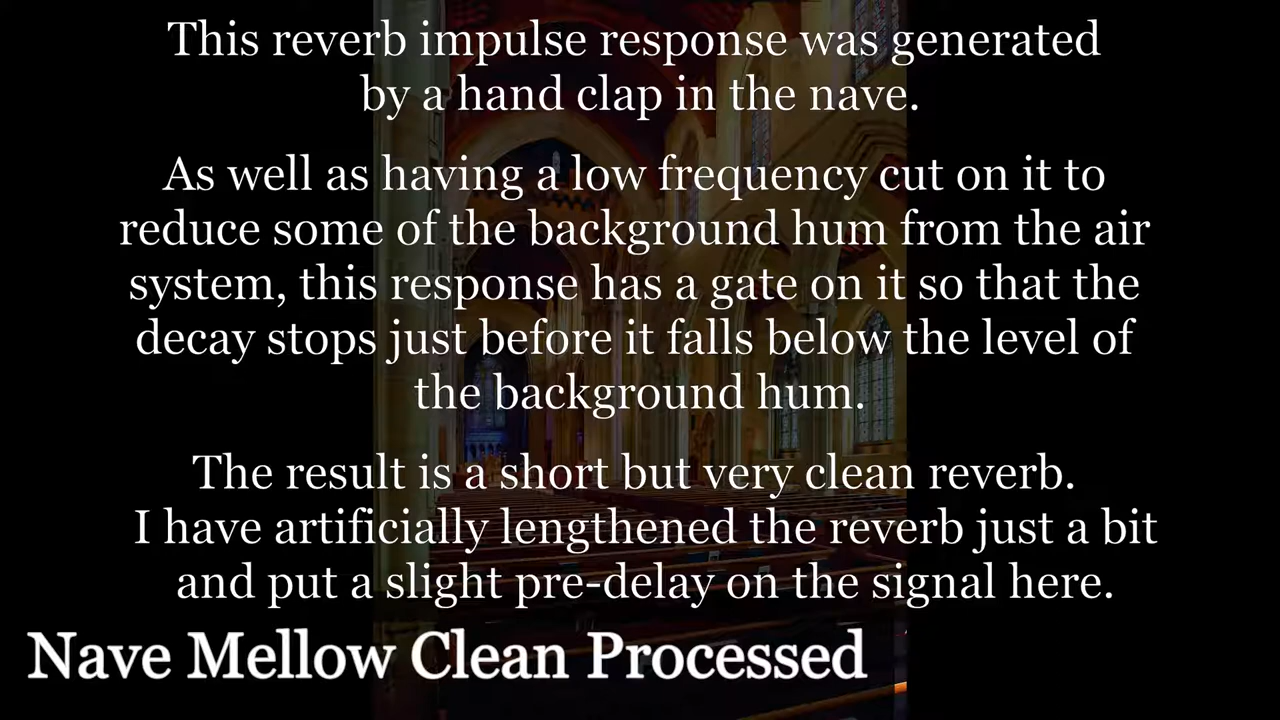 This reverb impulse response was generated
by a hand clap in the nave.
As well as having a low frequency cut on it to
reduce some of the background hum from the air
system, this response has a gate on it so that the
decay stops just before it falls below the level of
the background hum.
The result is a short but very clean reverb.
I have artificially lengthened the reverb just a bit
and put a slight pre-delay on the signal here.
Nave Mellow Clean Processed